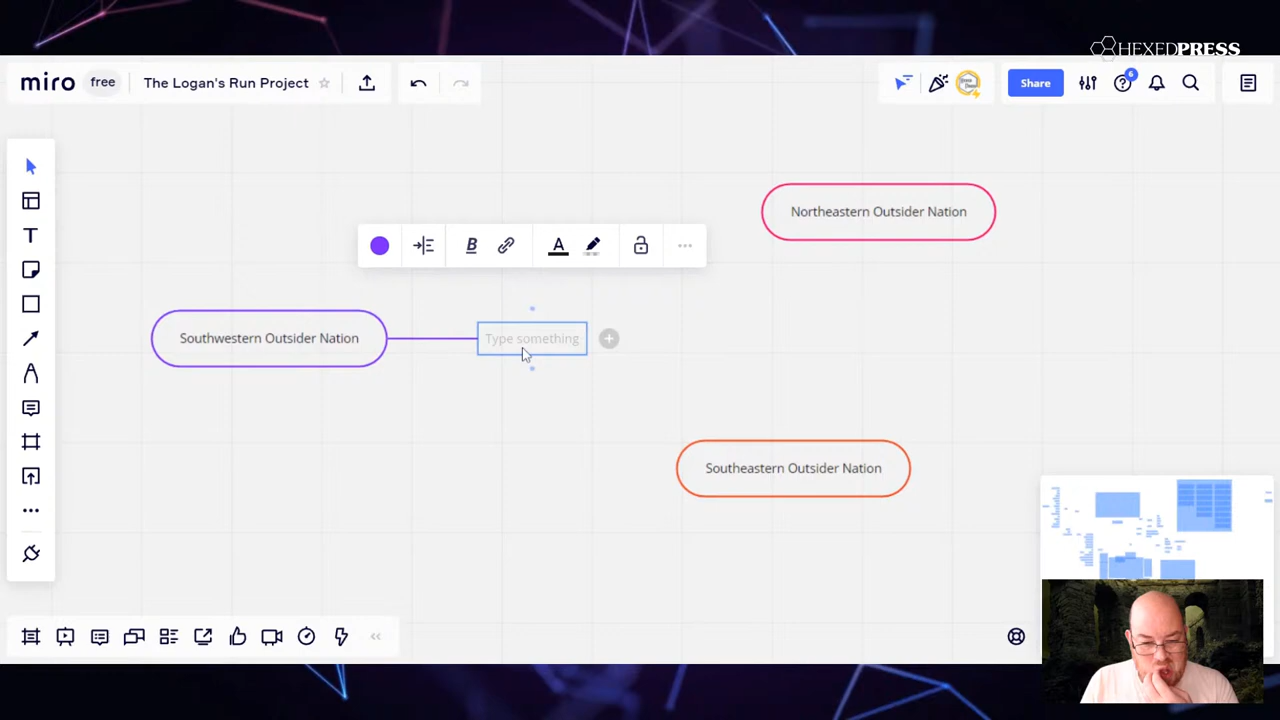 HEXEDPRESS
miro free The Logan's Run Project
Share
6
T
B A
Northeastern Outsider Nation
Southwestern Outsider Nation
Type something
Southeastern Outsider Nation